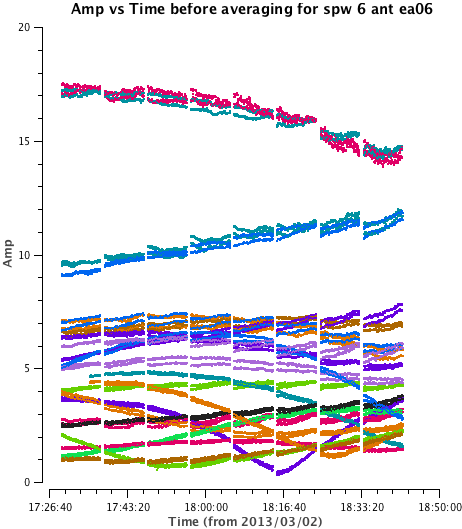 Amp vs Time before averaging for spw 6 ant ea06
20
15
10
5
0
Amp
17:26:40 17:43:20 18:00:00 18:16:40 18:33:20 18:50:00
Time (from 2013/03/02)